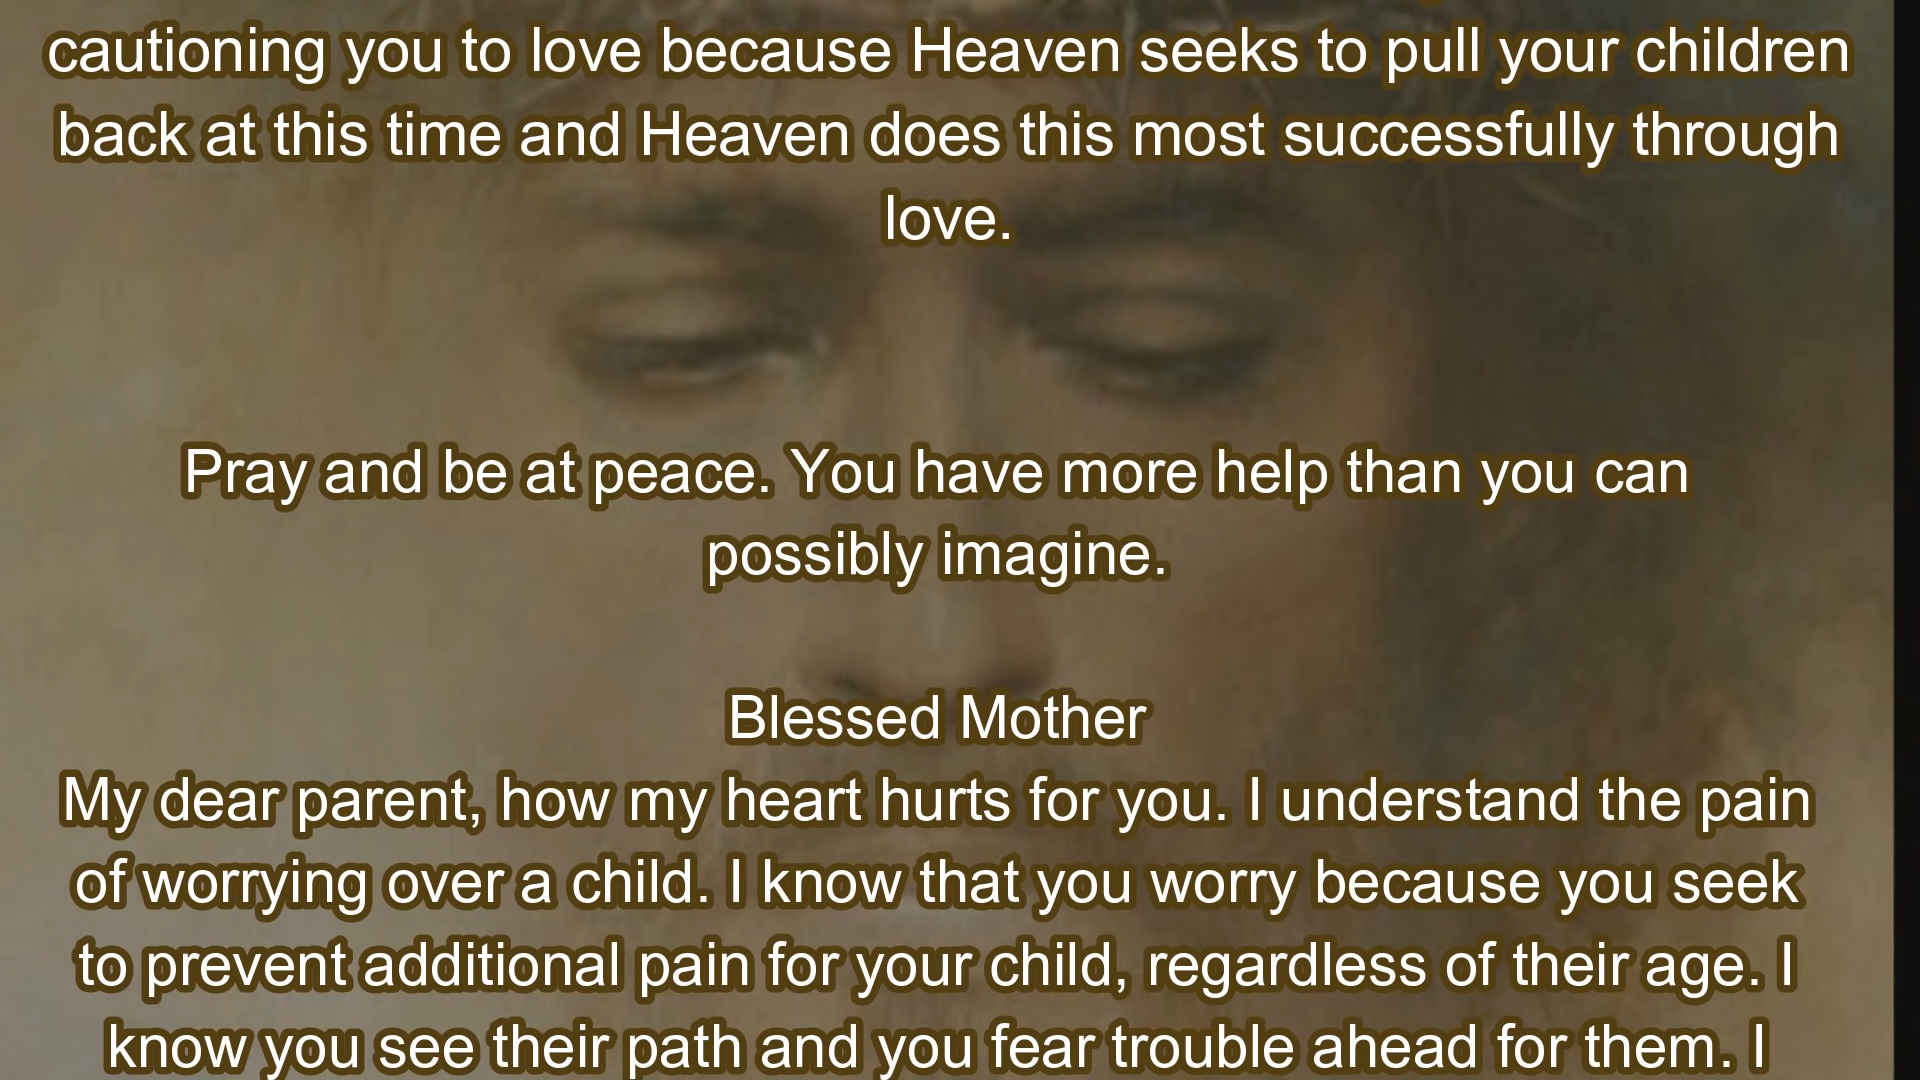 cautioning you to love because Heaven seeks to pull your children
back at this time and Heaven does this most successfully through
love.
Pray and be at peace. You have more help than you can
possibly imagine.
Blessed Mother
My dear parent, how my heart hurts for you. I understand the pain
of worrying over a child. I know that you worry because you seek
to prevent additional pain for your child, regardless of their age. I
know you see their path and you fear trouble ahead for them. I